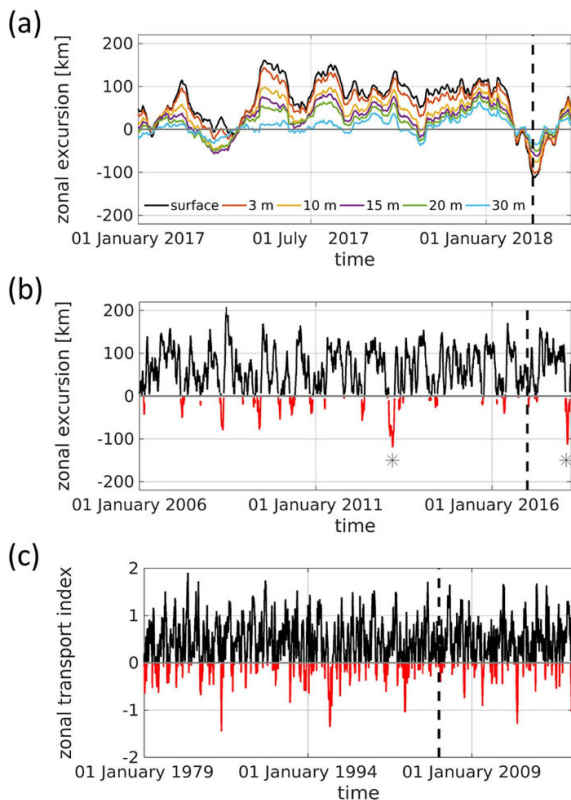 (a)
200
100
0
-100
-200
zonal excursion [km]
surface 3 m 10 m 15 m 20 m 30 m
01 January 2017 01 July 2017 01 January 2018
time
(b)
200
100
0
-100
-200
zonal excursion [km]
01 January 2006 01 January 2011 01 January 2016
time
(c)
2
1
0
-1
-2
zonal transport index
01 January 1979 01 January 1994 01 January 2009
time